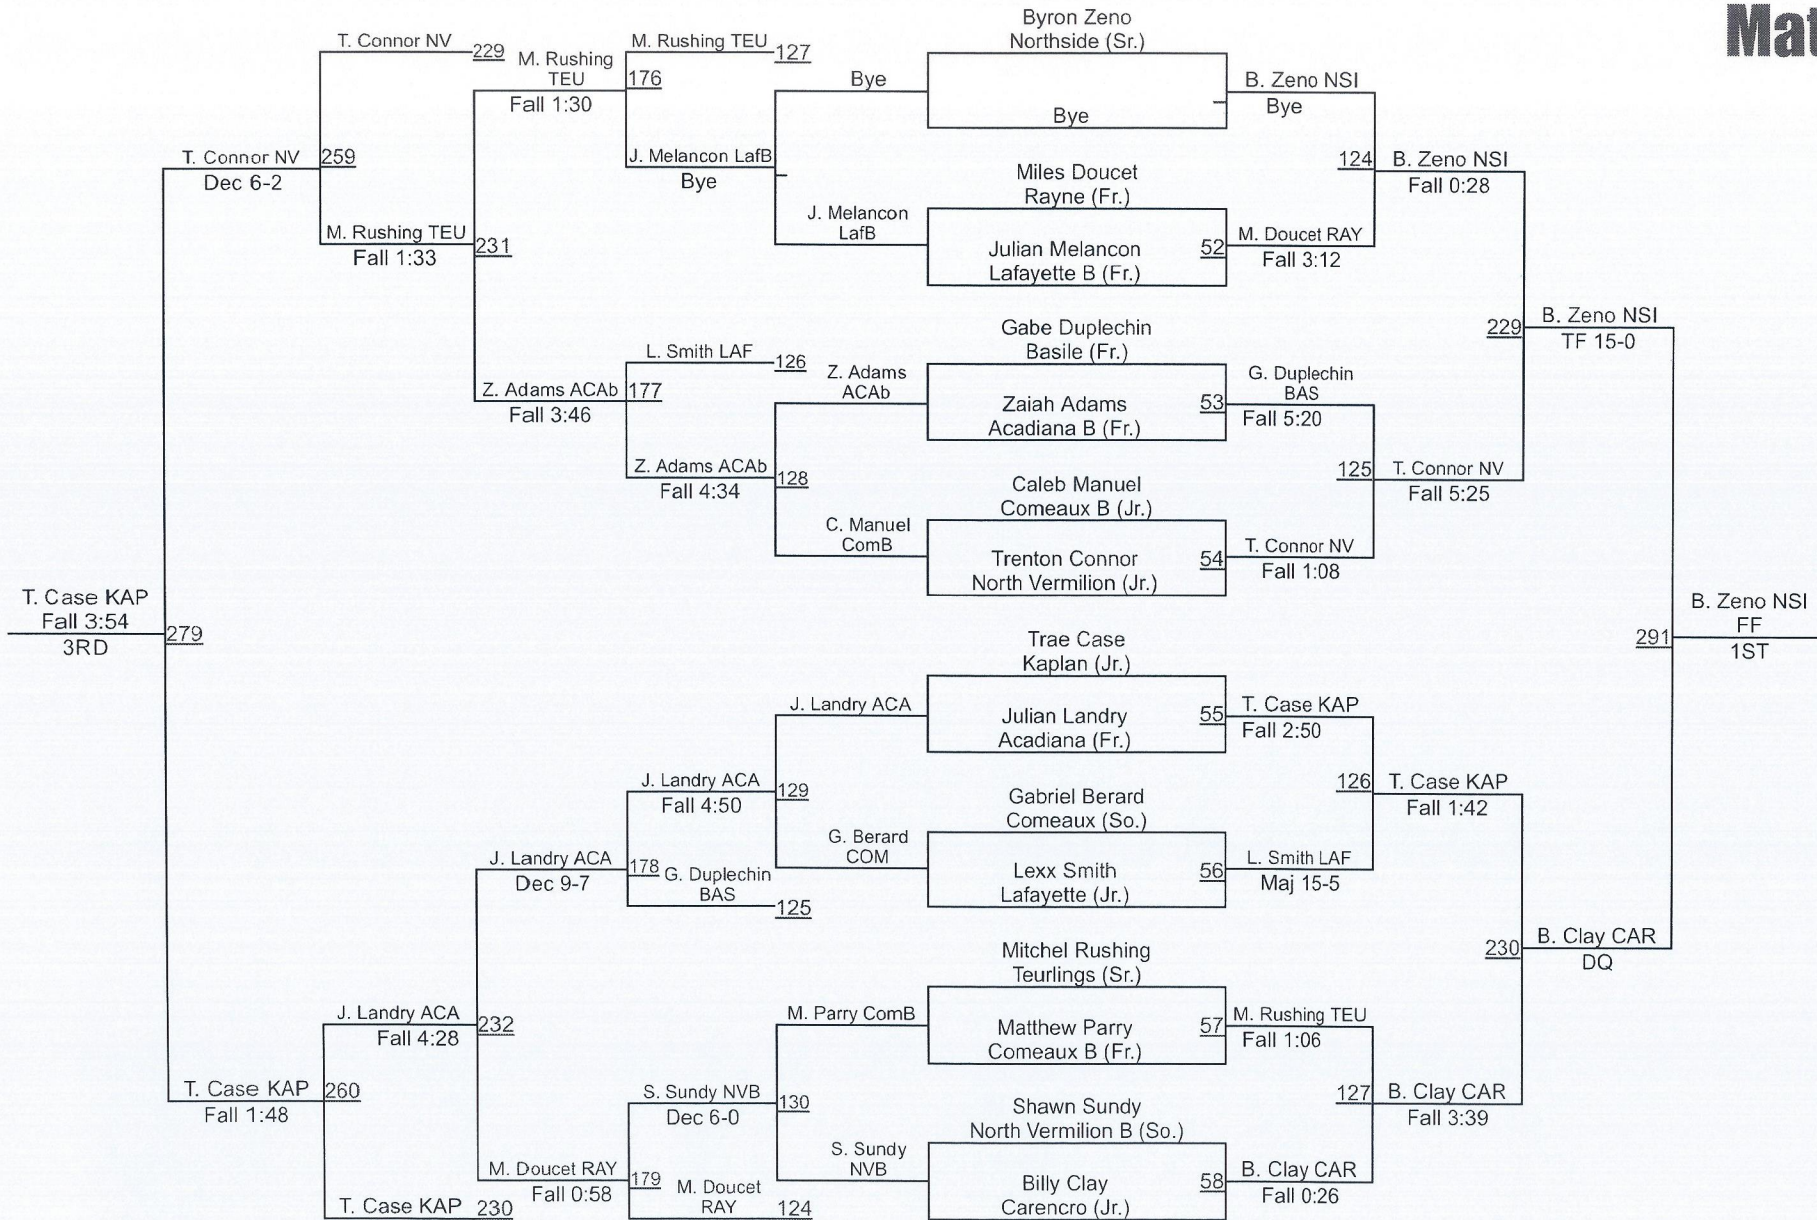 Mat
Byron Zeno
Northside (Sr.)
Bye
B. Zeno NSI
Bye
Miles Doucet
Rayne (Fr.)
Julian Melancon
Lafayette B (Fr.)
52
M. Doucet RAY
Fall 3:12
124
B. Zeno NSI
Fall 0:28
Gabe Duplechin
Basile (Fr.)
Zaiah Adams
Acadiana B (Fr.)
53
G. Duplechin
BAS
Fall 5:20
Caleb Manuel
Comeaux B (Jr.)
Trenton Connor
North Vermilion (Jr.)
54
T. Connor NV
Fall 1:08
125
T. Connor NV
Fall 5:25
229
B. Zeno NSI
TF 15-0
Trae Case
Kaplan (Jr.)
Julian Landry
Acadiana (Fr.)
55
T. Case KAP
Fall 2:50
Gabriel Berard
Comeaux (So.)
Lexx Smith
Lafayette (Jr.)
56
L. Smith LAF
Maj 15-5
126
T. Case KAP
Fall 1:42
Mitchel Rushing
Teurlings (Sr.)
Matthew Parry
Comeaux B (Fr.)
57
M. Rushing TEU
Fall 1:06
Shawn Sundy
North Vermilion B (So.)
Billy Clay
Carencro (Jr.)
58
B. Clay CAR
Fall 0:26
127
B. Clay CAR
Fall 3:39
230
B. Clay CAR
DQ
291
B. Zeno NSI
FF
1ST
Bye
J. Melancon
LafB
J. Melancon LafB
Bye
M. Rushing TEU
127
176
M. Rushing
TEU
Fall 1:30
Z. Adams
ACAb
C. Manuel
ComB
128
Z. Adams ACAb
Fall 4:34
L. Smith LAF
126
177
Z. Adams ACAb
Fall 3:46
231
M. Rushing TEU
Fall 1:33
T. Connor NV
229
259
T. Connor NV
Dec 6-2
J. Landry ACA
G. Berard
COM
129
J. Landry ACA
Fall 4:50
G. Duplechin
BAS
125
178
J. Landry ACA
Dec 9-7
M. Parry ComB
S. Sundy
NVB
130
S. Sundy NVB
Dec 6-0
M. Doucet
RAY
124
179
M. Doucet RAY
Fall 0:58
232
J. Landry ACA
Fall 4:28
T. Case KAP
230
260
T. Case KAP
Fall 1:48
279
T. Case KAP
Fall 3:54
3RD